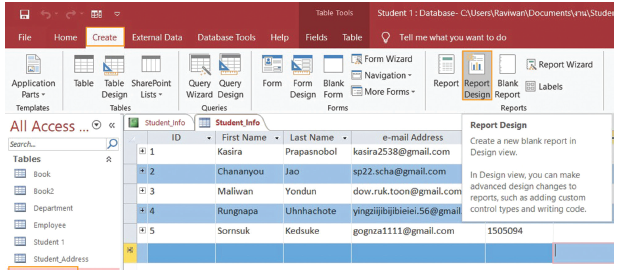 Table Tools
Student 1 : Database- C:\Users\Raviwan\Documents\งาน\Stude
File Home Create External Data Database Tools Help Fields Table Tell me what you want to do
Application Parts
Table
Table Design
SharePoint Lists
Query Wizard
Query Design
Form
Form Design
Blank Form
Form Wizard
Navigation
More Forms
Report
Report Design
Blank Report
Report Wizard
Labels
Templates Tables Queries Forms Reports
All Access ...
Search...
Tables
Book
Book2
Department
Employee
Student 1
Student_Address
Student_Info Student_Info
ID First Name Last Name e-mail Address
1 Kasira Prapasnobol kasira2538@gmail.com
2 Chananyou Jao sp22.scha@gmail.com
3 Maliwan Yondun dow.ruk.toon@gmail.com
4 Rungnapa Uhnhachote yingziijibijibieiei.56@gmail
5 Sornsuk Kedsuke gognza1111@gmail.com 1505094
Report Design
Create a new blank report in
Design view.
In Design view, you can make
advanced design changes to
reports, such as adding custom
control types and writing code.